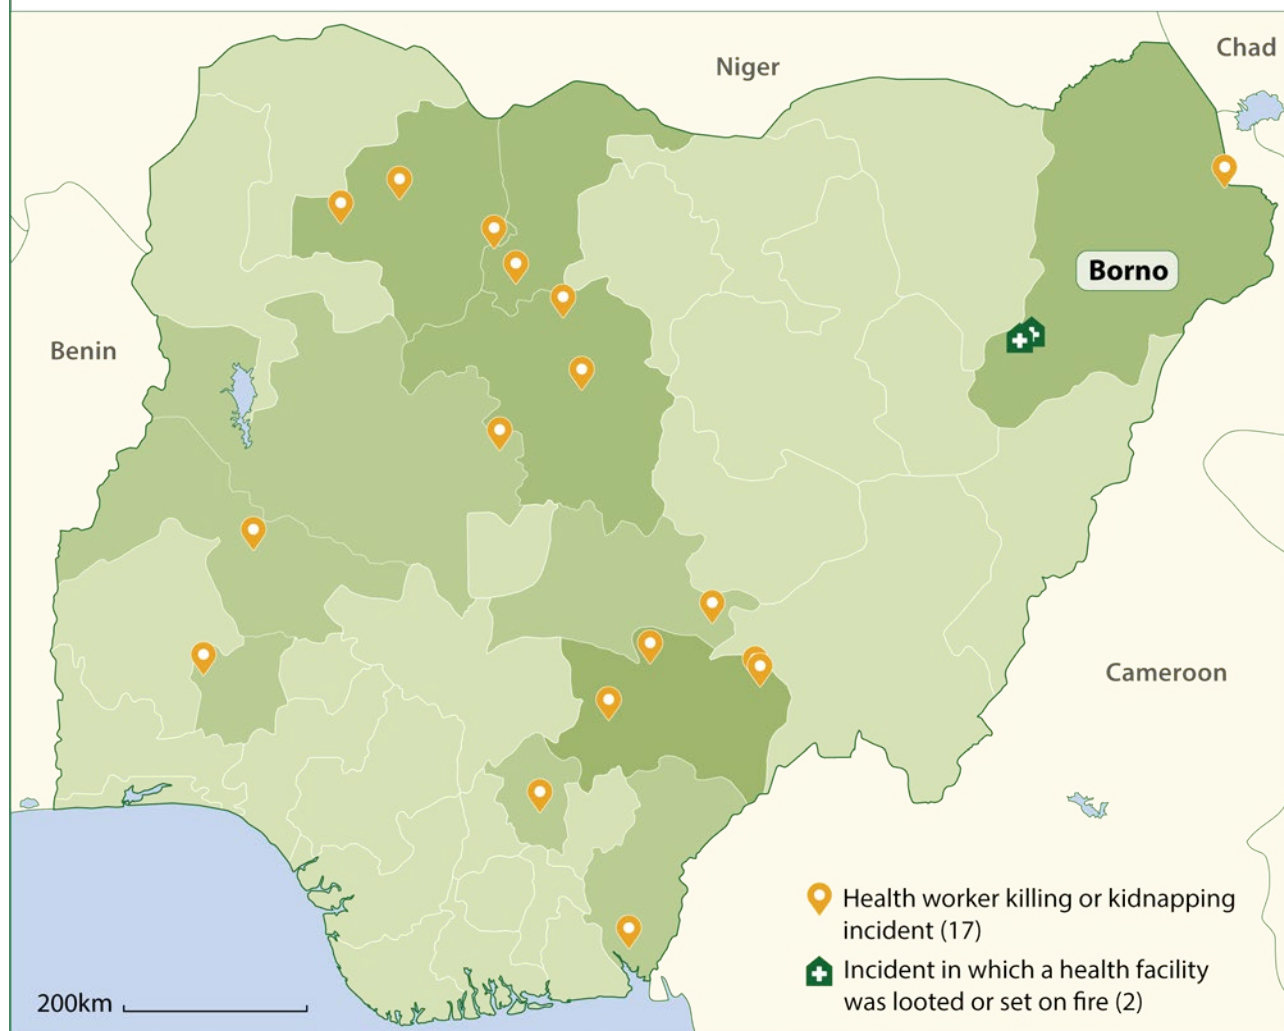 Niger
Chad
Borno
Benin
Cameroon
Health worker killing or kidnapping
incident (17)
Incident in which a health facility
was looted or set on fire (2)
200km